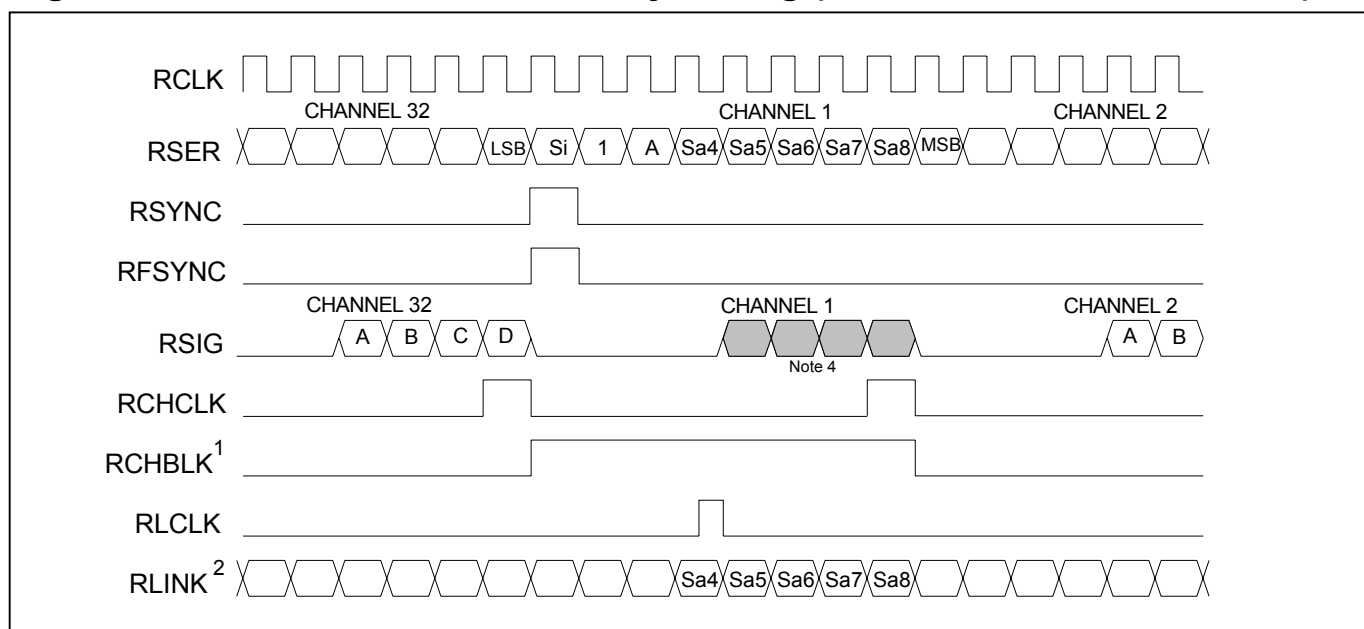 RCLK
CHANNEL 32 CHANNEL 1 CHANNEL 2
RSER LSB Si 1 A Sa4 Sa5 Sa6 Sa7 Sa8 MSB
RSYNC
RFSYNC
CHANNEL 32 CHANNEL 1 CHANNEL 2
RSIG A B C D A B
Note 4
RCHCLK
RCHBLK1
RLCLK
RLINK2 Sa4 Sa5 Sa6 Sa7 Sa8